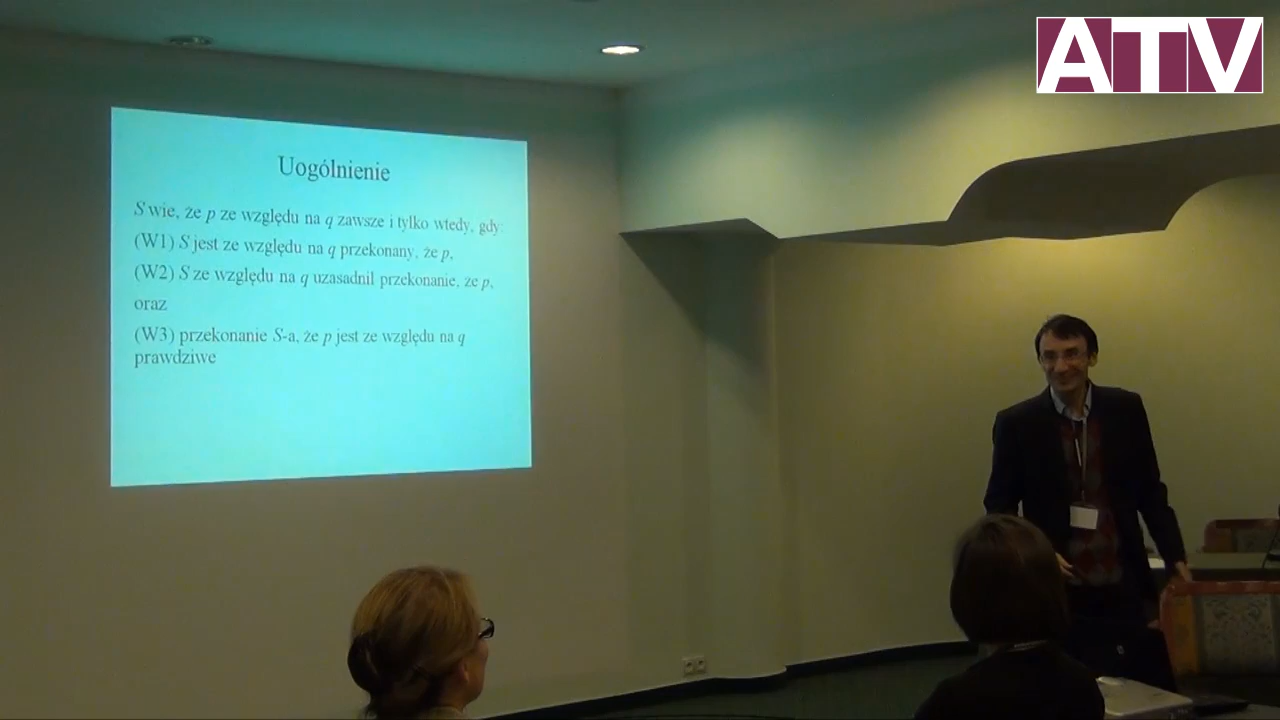 ATV
Uogólnienie
S wie, że p ze względu na q zawsze i tylko wtedy, gdy:
(W1) S jest ze względu na q przekonany, że p,
(W2) S ze względu na q uzasadnil przekonanie, że p,
oraz
(W3) przekonanie S-a, że p jest ze względu na q
prawdziwe